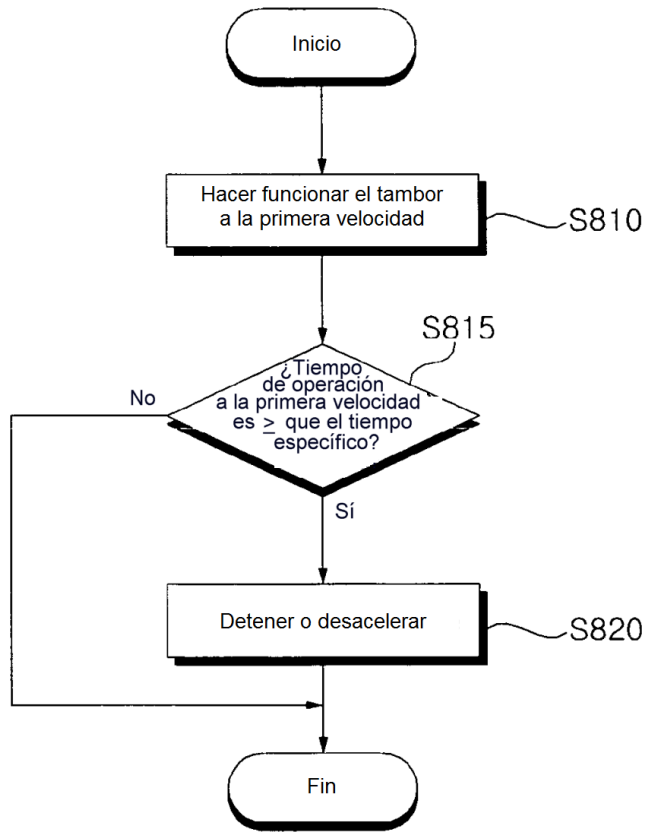 Inicio
Hacer funcionar el tambor
a la primera velocidad
S810
S815
¿Tiempo
de operación
a la primera velocidad
es ≥ que el tiempo
específico?
No
Sí
Detener o desacelerar
S820
Fin